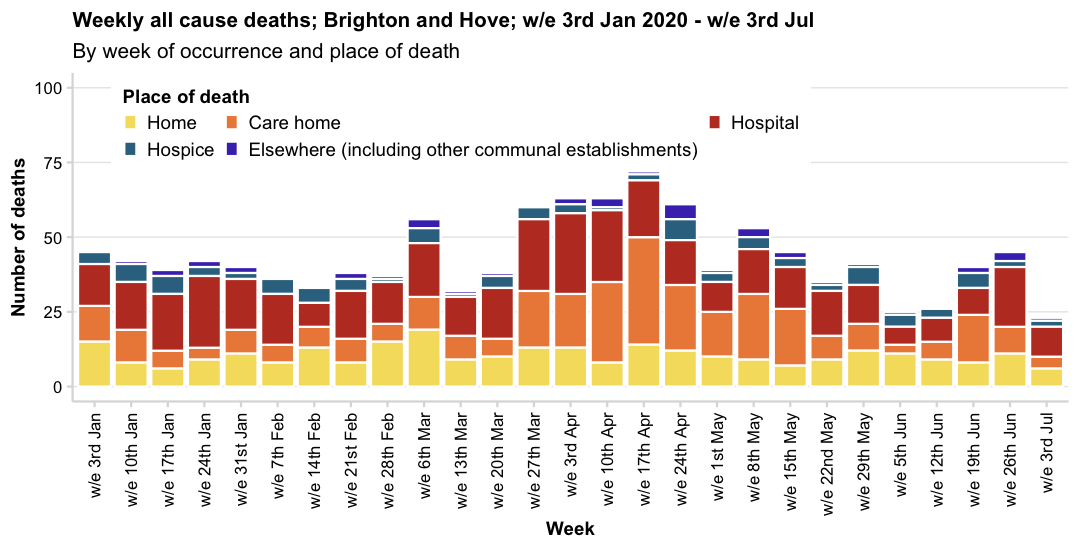 Weekly all cause deaths; Brighton and Hove; w/e 3rd Jan 2020 - w/e 3rd Jul
By week of occurrence and place of death
Place of death
Home Care home Hospital
Hospice Elsewhere (including other communal establishments)
Number of deaths
100
75
50
25
0
w/e 3rd Jan
w/e 10th Jan
w/e 17th Jan
w/e 24th Jan
w/e 31st Jan
w/e 7th Feb
w/e 14th Feb
w/e 21st Feb
w/e 28th Feb
w/e 6th Mar
w/e 13th Mar
w/e 20th Mar
w/e 27th Mar
w/e 3rd Apr
w/e 10th Apr
w/e 17th Apr
w/e 24th Apr
w/e 1st May
w/e 8th May
w/e 15th May
w/e 22nd May
w/e 29th May
w/e 5th Jun
w/e 12th Jun
w/e 19th Jun
w/e 26th Jun
w/e 3rd Jul
Week